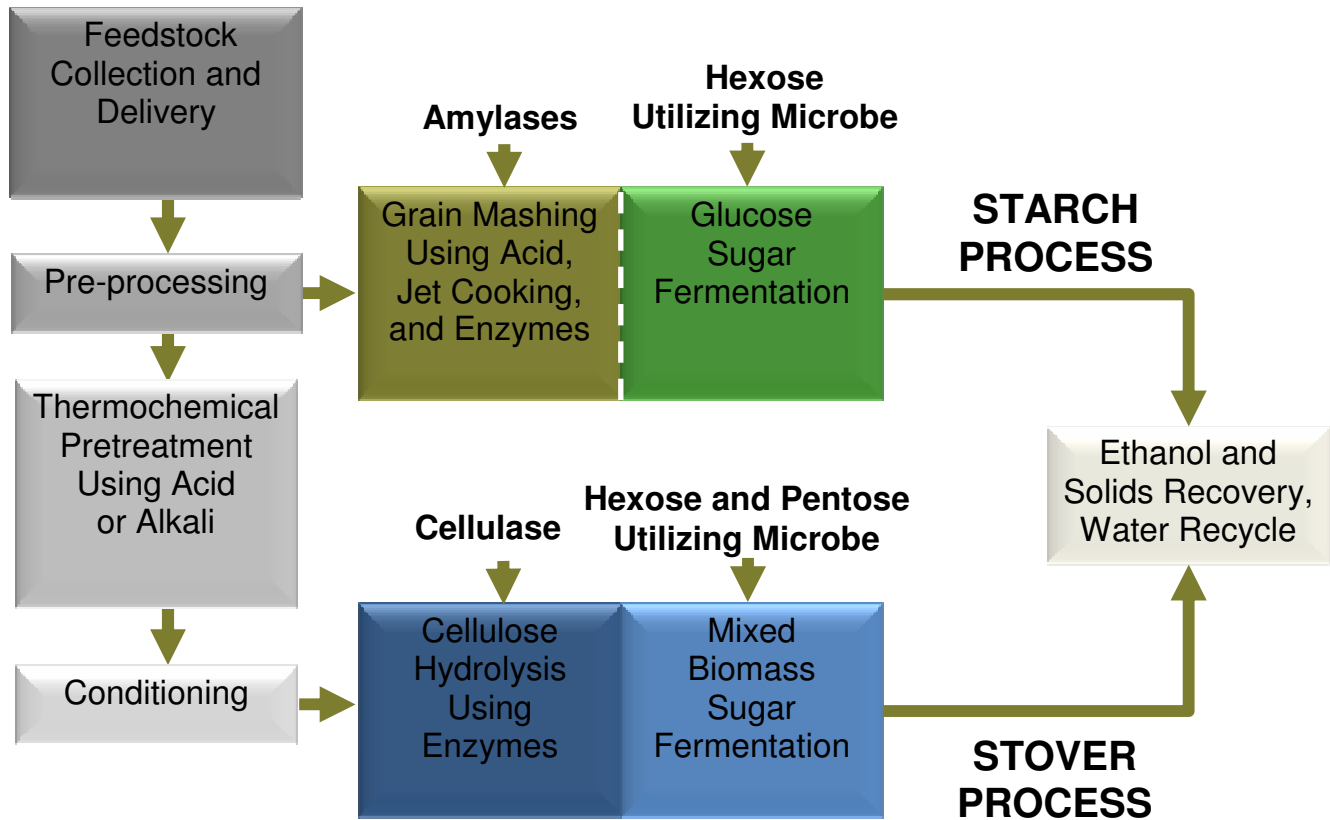 Feedstock
Collection and
Delivery
Pre-processing
Thermochemical
Pretreatment
Using Acid
or Alkali
Conditioning
Amylases
Hexose
Utilizing Microbe
Grain Mashing
Using Acid,
Jet Cooking,
and Enzymes
Glucose
Sugar
Fermentation
STARCH
PROCESS
Cellulase
Hexose and Pentose
Utilizing Microbe
Cellulose
Hydrolysis
Using
Enzymes
Mixed
Biomass
Sugar
Fermentation
STOVER
PROCESS
Ethanol and
Solids Recovery,
Water Recycle